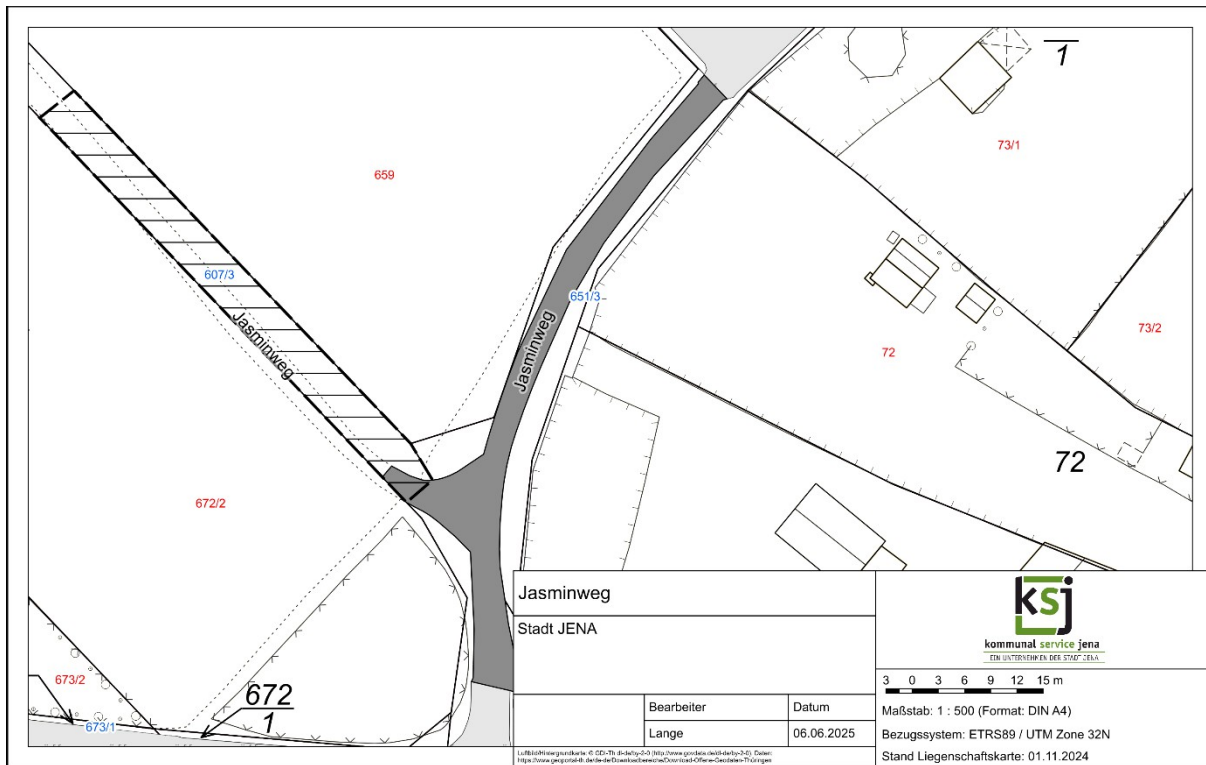 1
73/1
659
607/3
651/3
Jasminweg
Jasminweg
73/2
72
72
672/2
673/2
673/1
672
1
Jasminweg
Stadt JENA
Bearbeiter
Datum
Lange
06.06.2025
ksj
kommunal service jena
EIN UNTERNEHMEN DER STADT JENA
3 0 3 6 9 12 15 m
Maßstab: 1 : 500 (Format: DIN A4)
Bezugssystem: ETRS89 / UTM Zone 32N
Stand Liegenschaftskarte: 01.11.2024